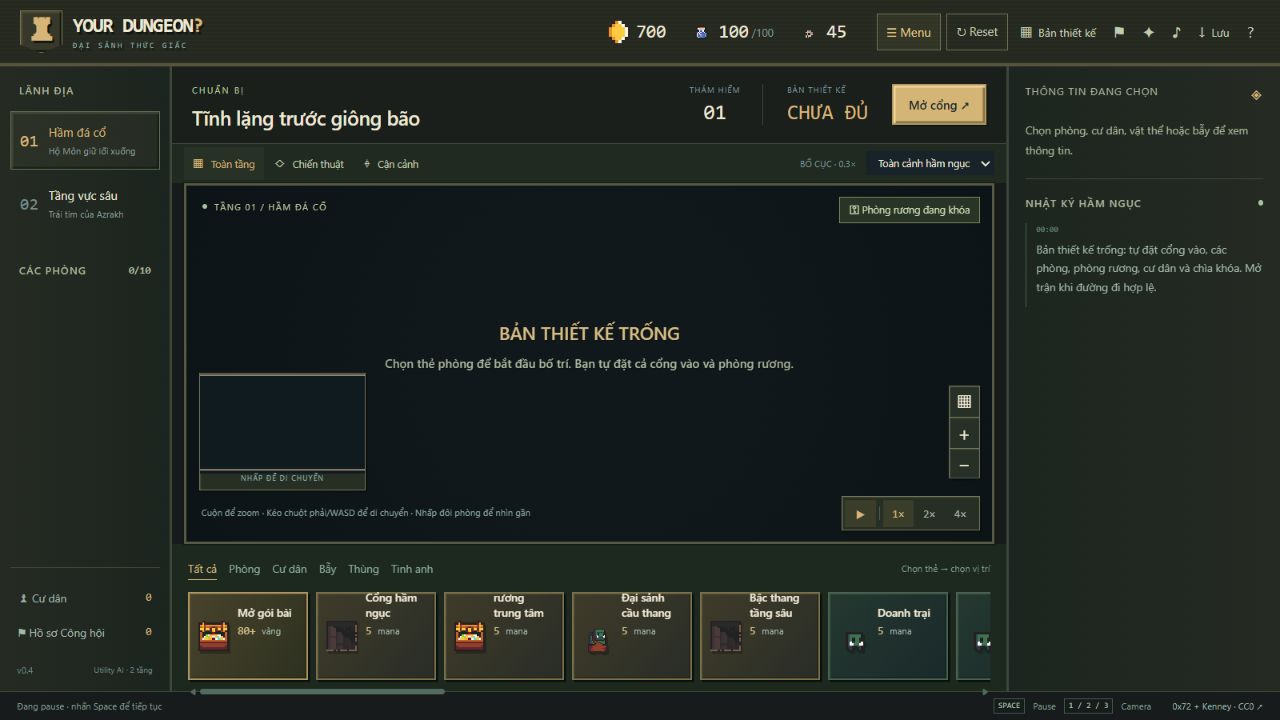 YOUR DUNGEON?
ĐẠI SẢNH THỨC GIẤC
700
100/100
45
☰ Menu
↻ Reset
Bản thiết kế
↓ Lưu
?
LÃNH ĐỊA
01 Hầm đá cổ
Hộ Môn giữ lối xuống
02 Tầng vực sâu
Trái tim của Azrakh
CÁC PHÒNG 0/10
Cư dân 0
Hồ sơ Công hội 0
v0.4 Utility AI · 2 tầng
CHUẨN BỊ
Tĩnh lặng trước giông bão
THÁM HIỂM
01
BẢN THIẾT KẾ
CHƯA ĐỦ
Mở cổng ↗
Toàn tầng
Chiến thuật
Cận cảnh
BỐ CỤC · 0.3×
Toàn cảnh hầm ngục
TẦNG 01 / HẦM ĐÁ CỔ
Phòng rương đang khóa
BẢN THIẾT KẾ TRỐNG
Chọn thẻ phòng để bắt đầu bố trí. Bạn tự đặt cả cổng vào và phòng rương.
NHẤP ĐỂ DI CHUYỂN
+
−
Cuộn để zoom · Kéo chuột phải/WASD để di chuyển · Nhấp đôi phòng để nhìn gần
1× 2× 4×
Tất cả Phòng Cư dân Bẫy Thùng Tinh anh
Chọn thẻ → chọn vị trí
Mở gói bài
80+ vàng
Cổng hầm
ngục
5 mana
rương
trung tâm
5 mana
Đại sảnh
cầu thang
5 mana
Bậc thang
tầng sâu
5 mana
Doanh trại
5 mana
THÔNG TIN ĐANG CHỌN
Chọn phòng, cư dân, vật thể hoặc bẫy để xem
thông tin.
NHẬT KÝ HẦM NGỤC
00:00
Bản thiết kế trống: tự đặt cổng vào, các
phòng, phòng rương, cư dân và chìa khóa. Mở
trận khi đường đi hợp lệ.
Đang pause · nhấn Space để tiếp tục
SPACE Pause 1 / 2 / 3 Camera 0x72 + Kenney · CC0 ↗